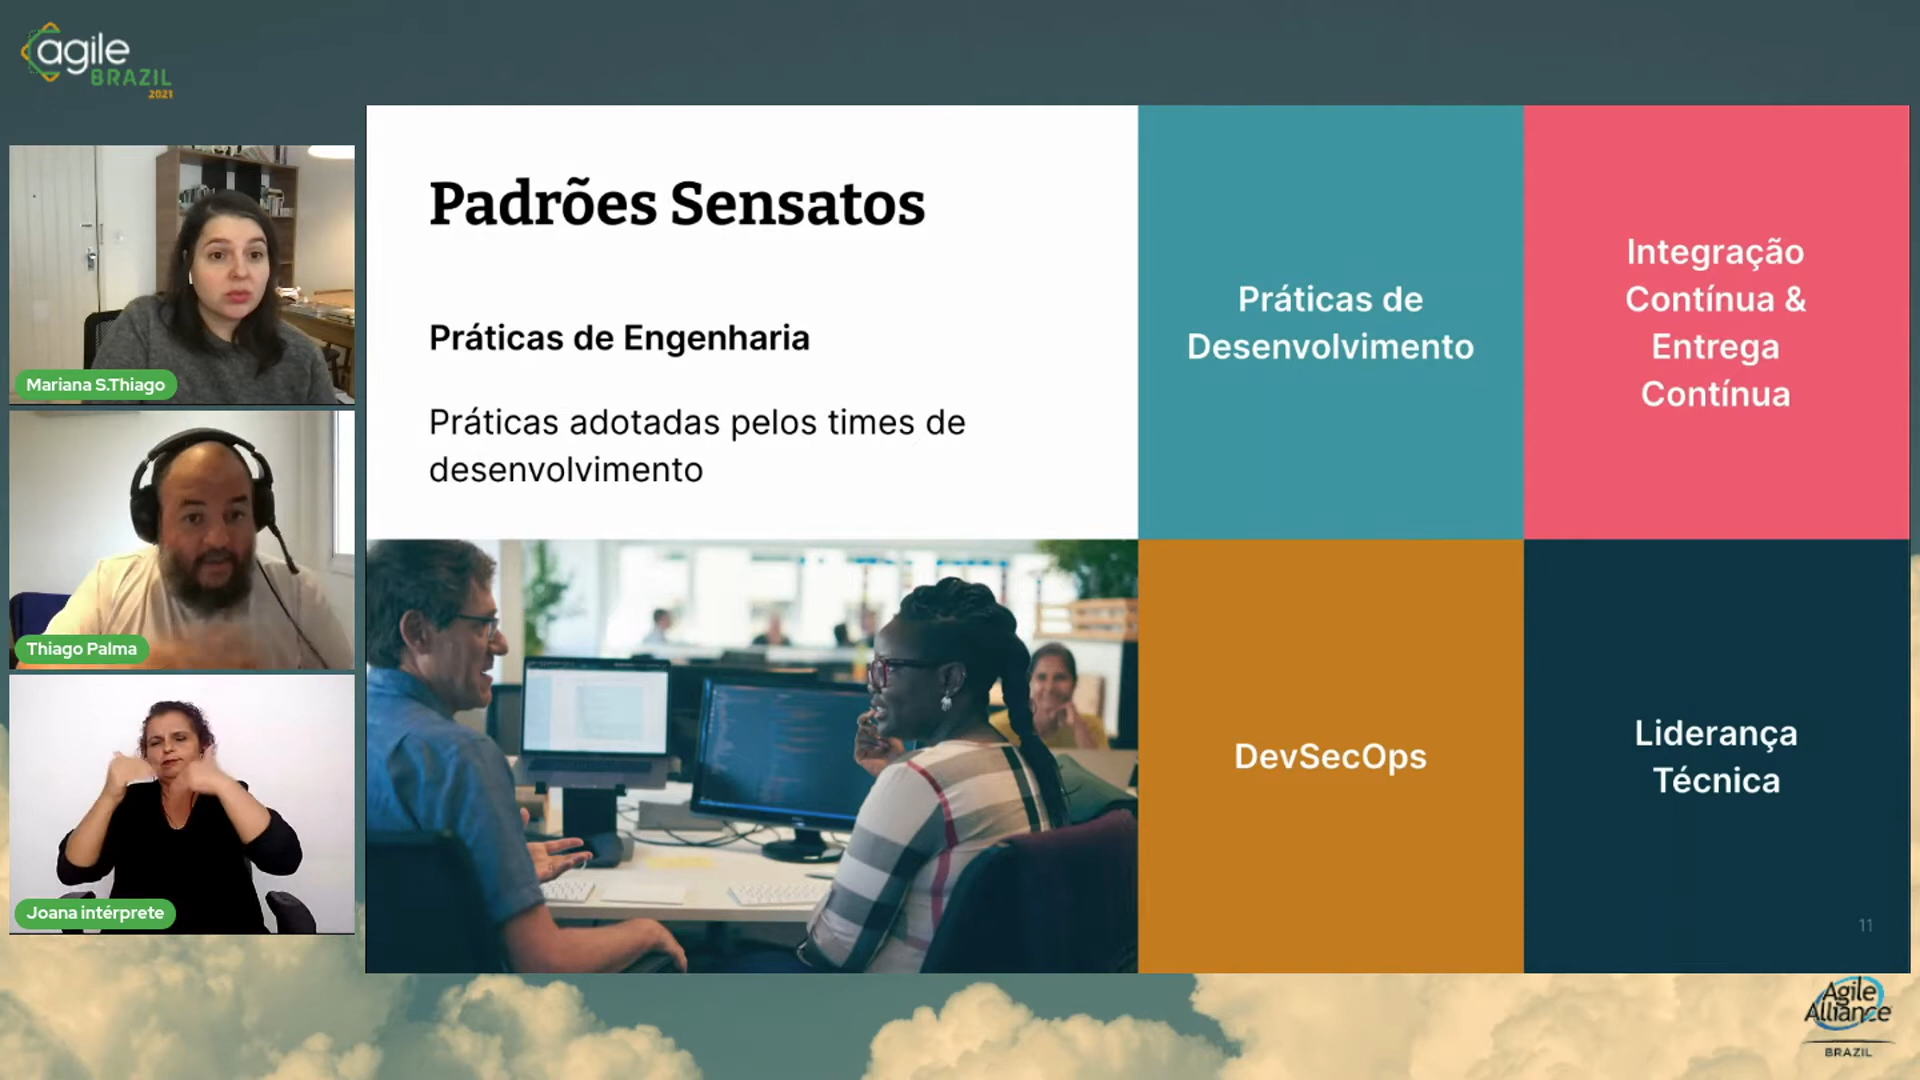 agile
BRAZIL
2021
Mariana S.Thiago
Thiago Palma
Joana intérprete
Padrões Sensatos
Práticas de Engenharia
Práticas adotadas pelos times de
desenvolvimento
Práticas de
Desenvolvimento
Integração
Contínua &
Entrega
Contínua
DevSecOps
Liderança
Técnica
11
Agile
Alliance
BRAZIL